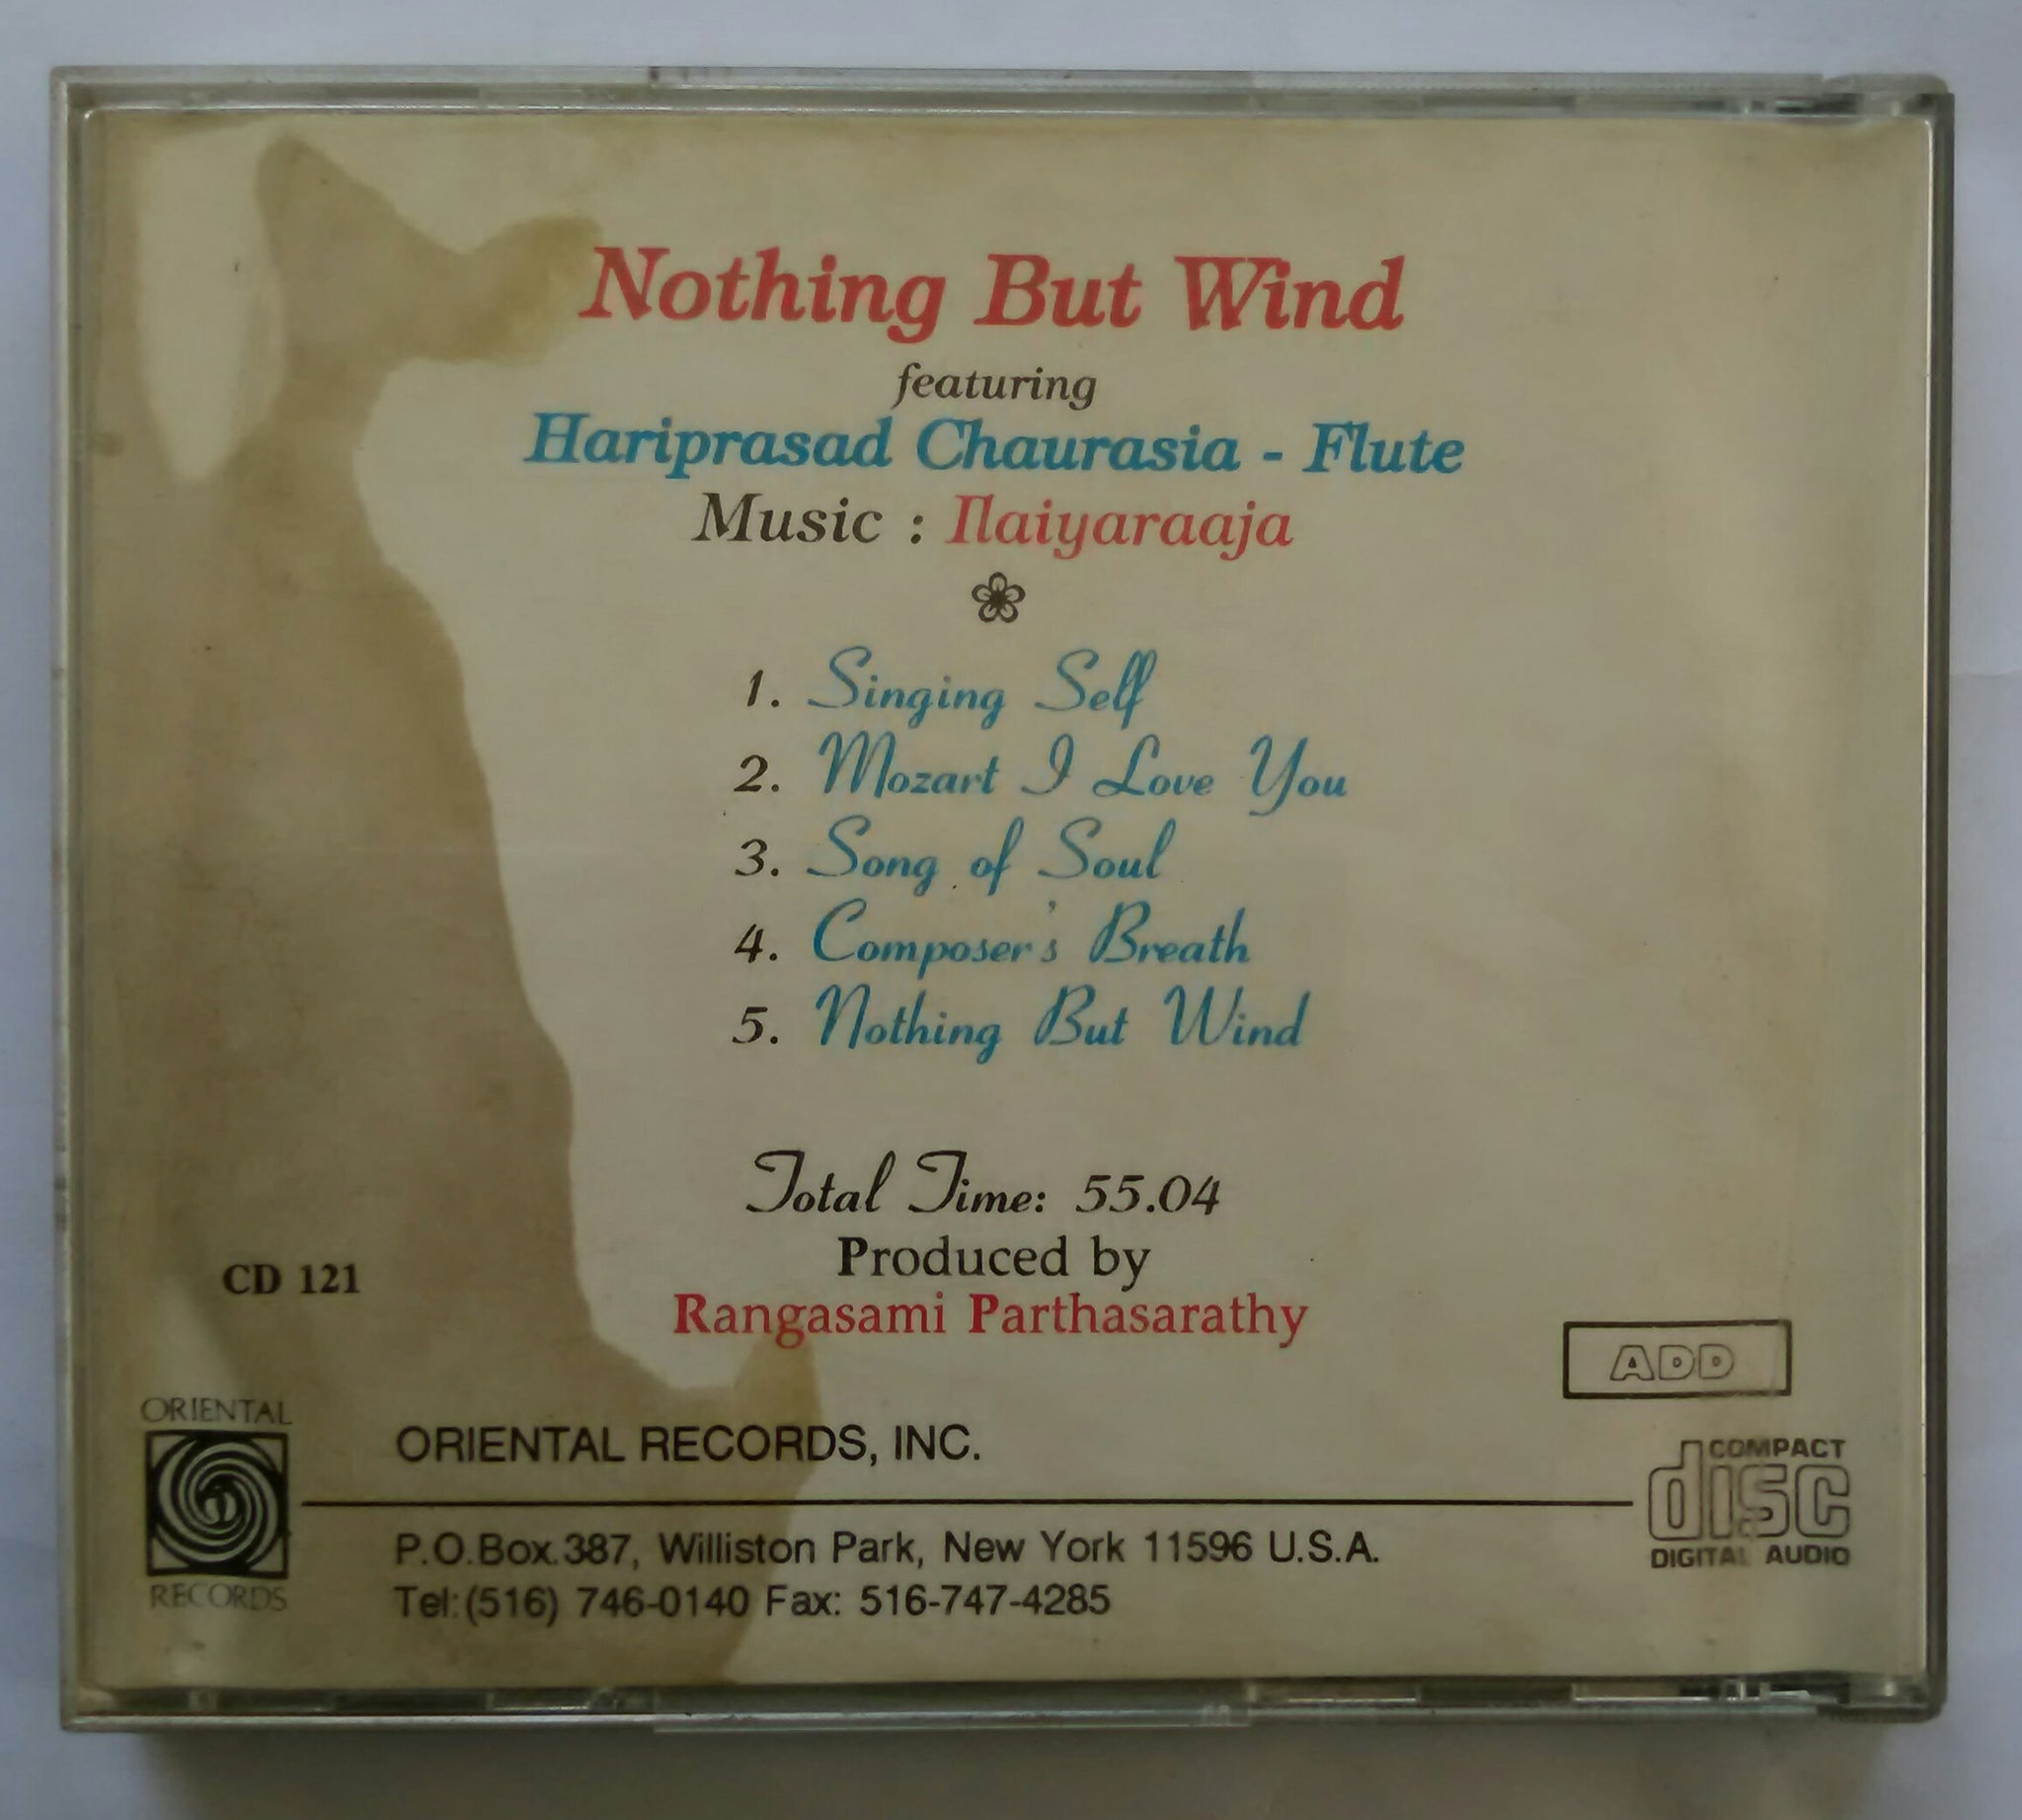 Nothing But Wind
featuring
Hariprasad Chaurasia - Flute
Music : Ilaiyaraaja
1. Singing Self
2. Mozart I Love You
3. Song of Soul
4. Composer's Breath
5. Nothing But Wind
Total Time: 55.04
Produced by
Rangasami Parthasarathy
CD 121
ADD
ORIENTAL
RECORDS
ORIENTAL RECORDS, INC.
P.O.Box.387, Williston Park, New York 11596 U.S.A.
Tel:(516) 746-0140 Fax: 516-747-4285
COMPACT
disc
DIGITAL AUDIO